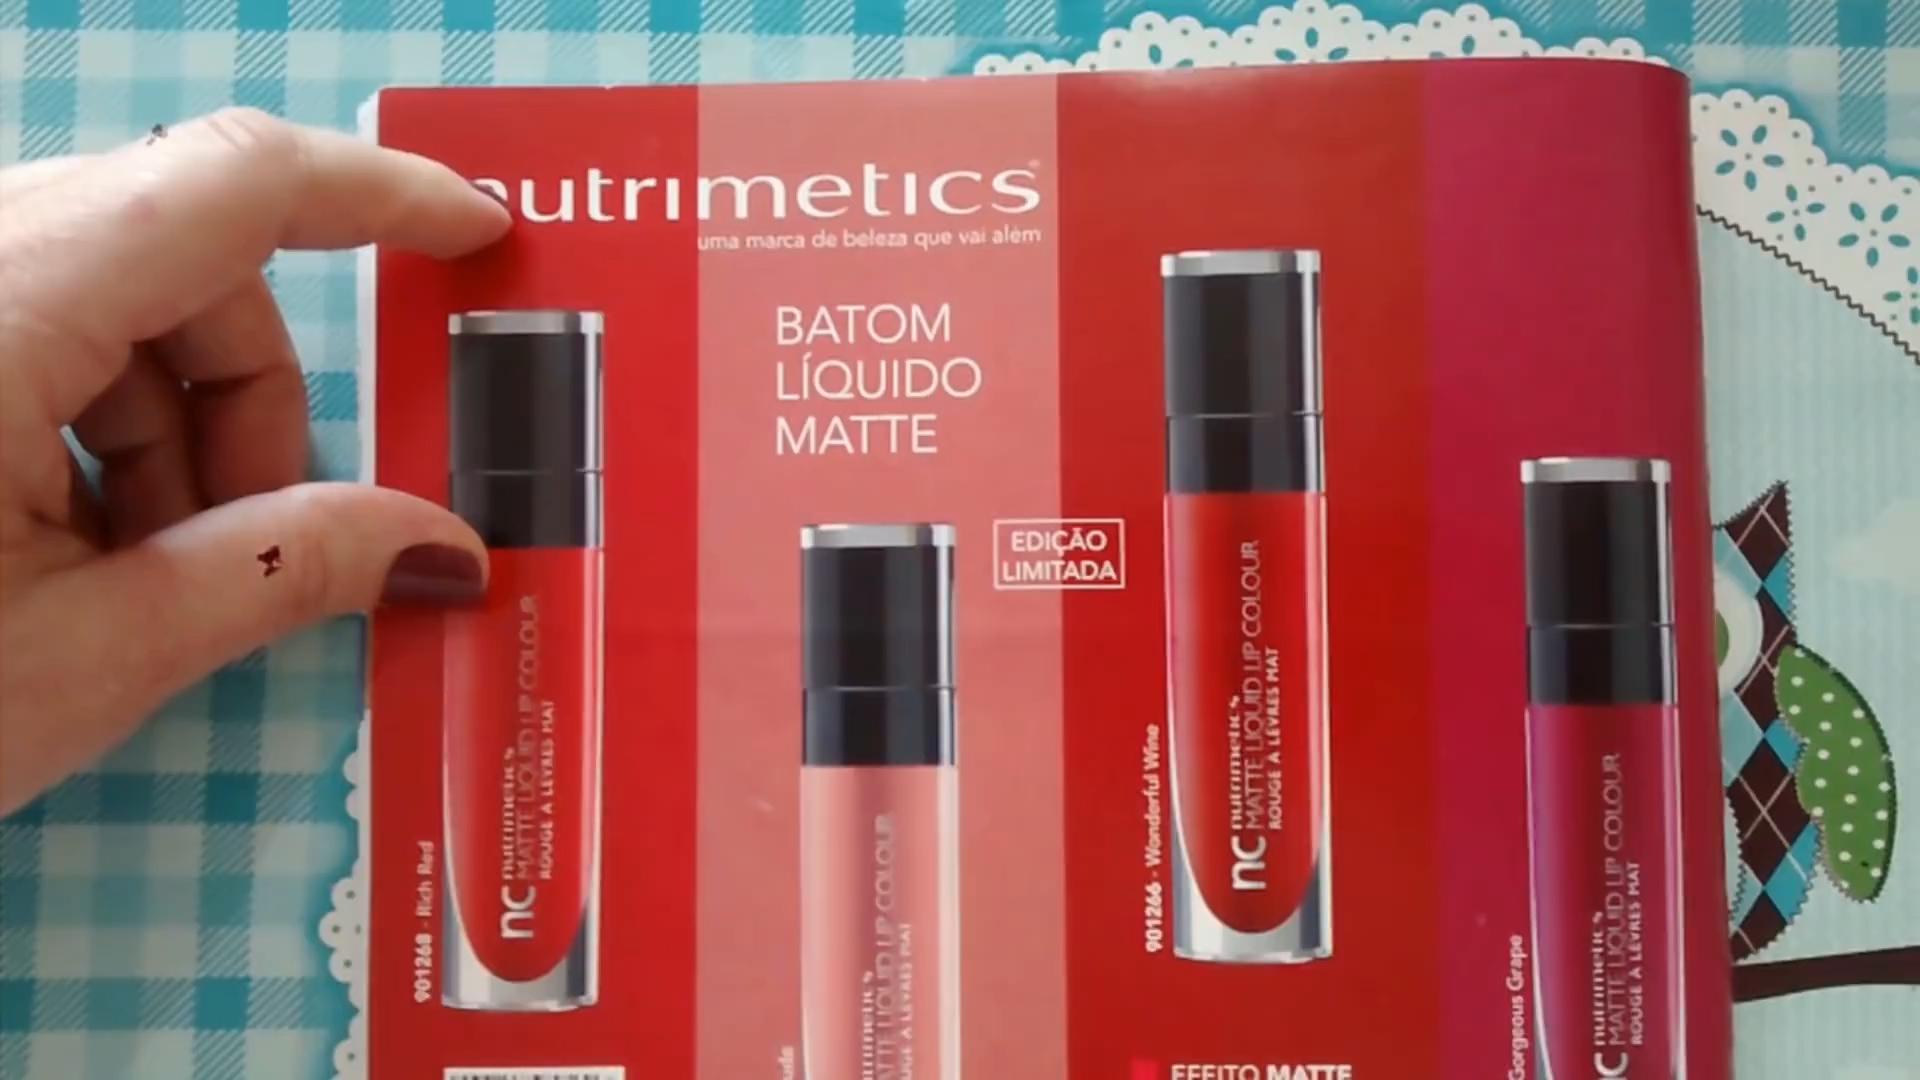 nutrimetics
uma marca de beleza que vai além
BATOM
LÍQUIDO
MATTE
EDIÇÃO
LIMITADA
901268 - Rich Red
nc nutrimetics
MATTE LIQUID LIP COLOUR
ROUGE A LÈVRES MAT
nutrimetics
MATTE LIQUID LIP COLOUR
ROUGE A LÈVRES MAT
901266 - Wonderful Wine
nc nutrimetics
MATTE LIQUID LIP COLOUR
ROUGE A LÈVRES MAT
Gorgeous Grape
nc nutrimetics
MATTE LIQUID LIP COLOUR
ROUGE A LÈVRES MAT
EFEITO MATTE